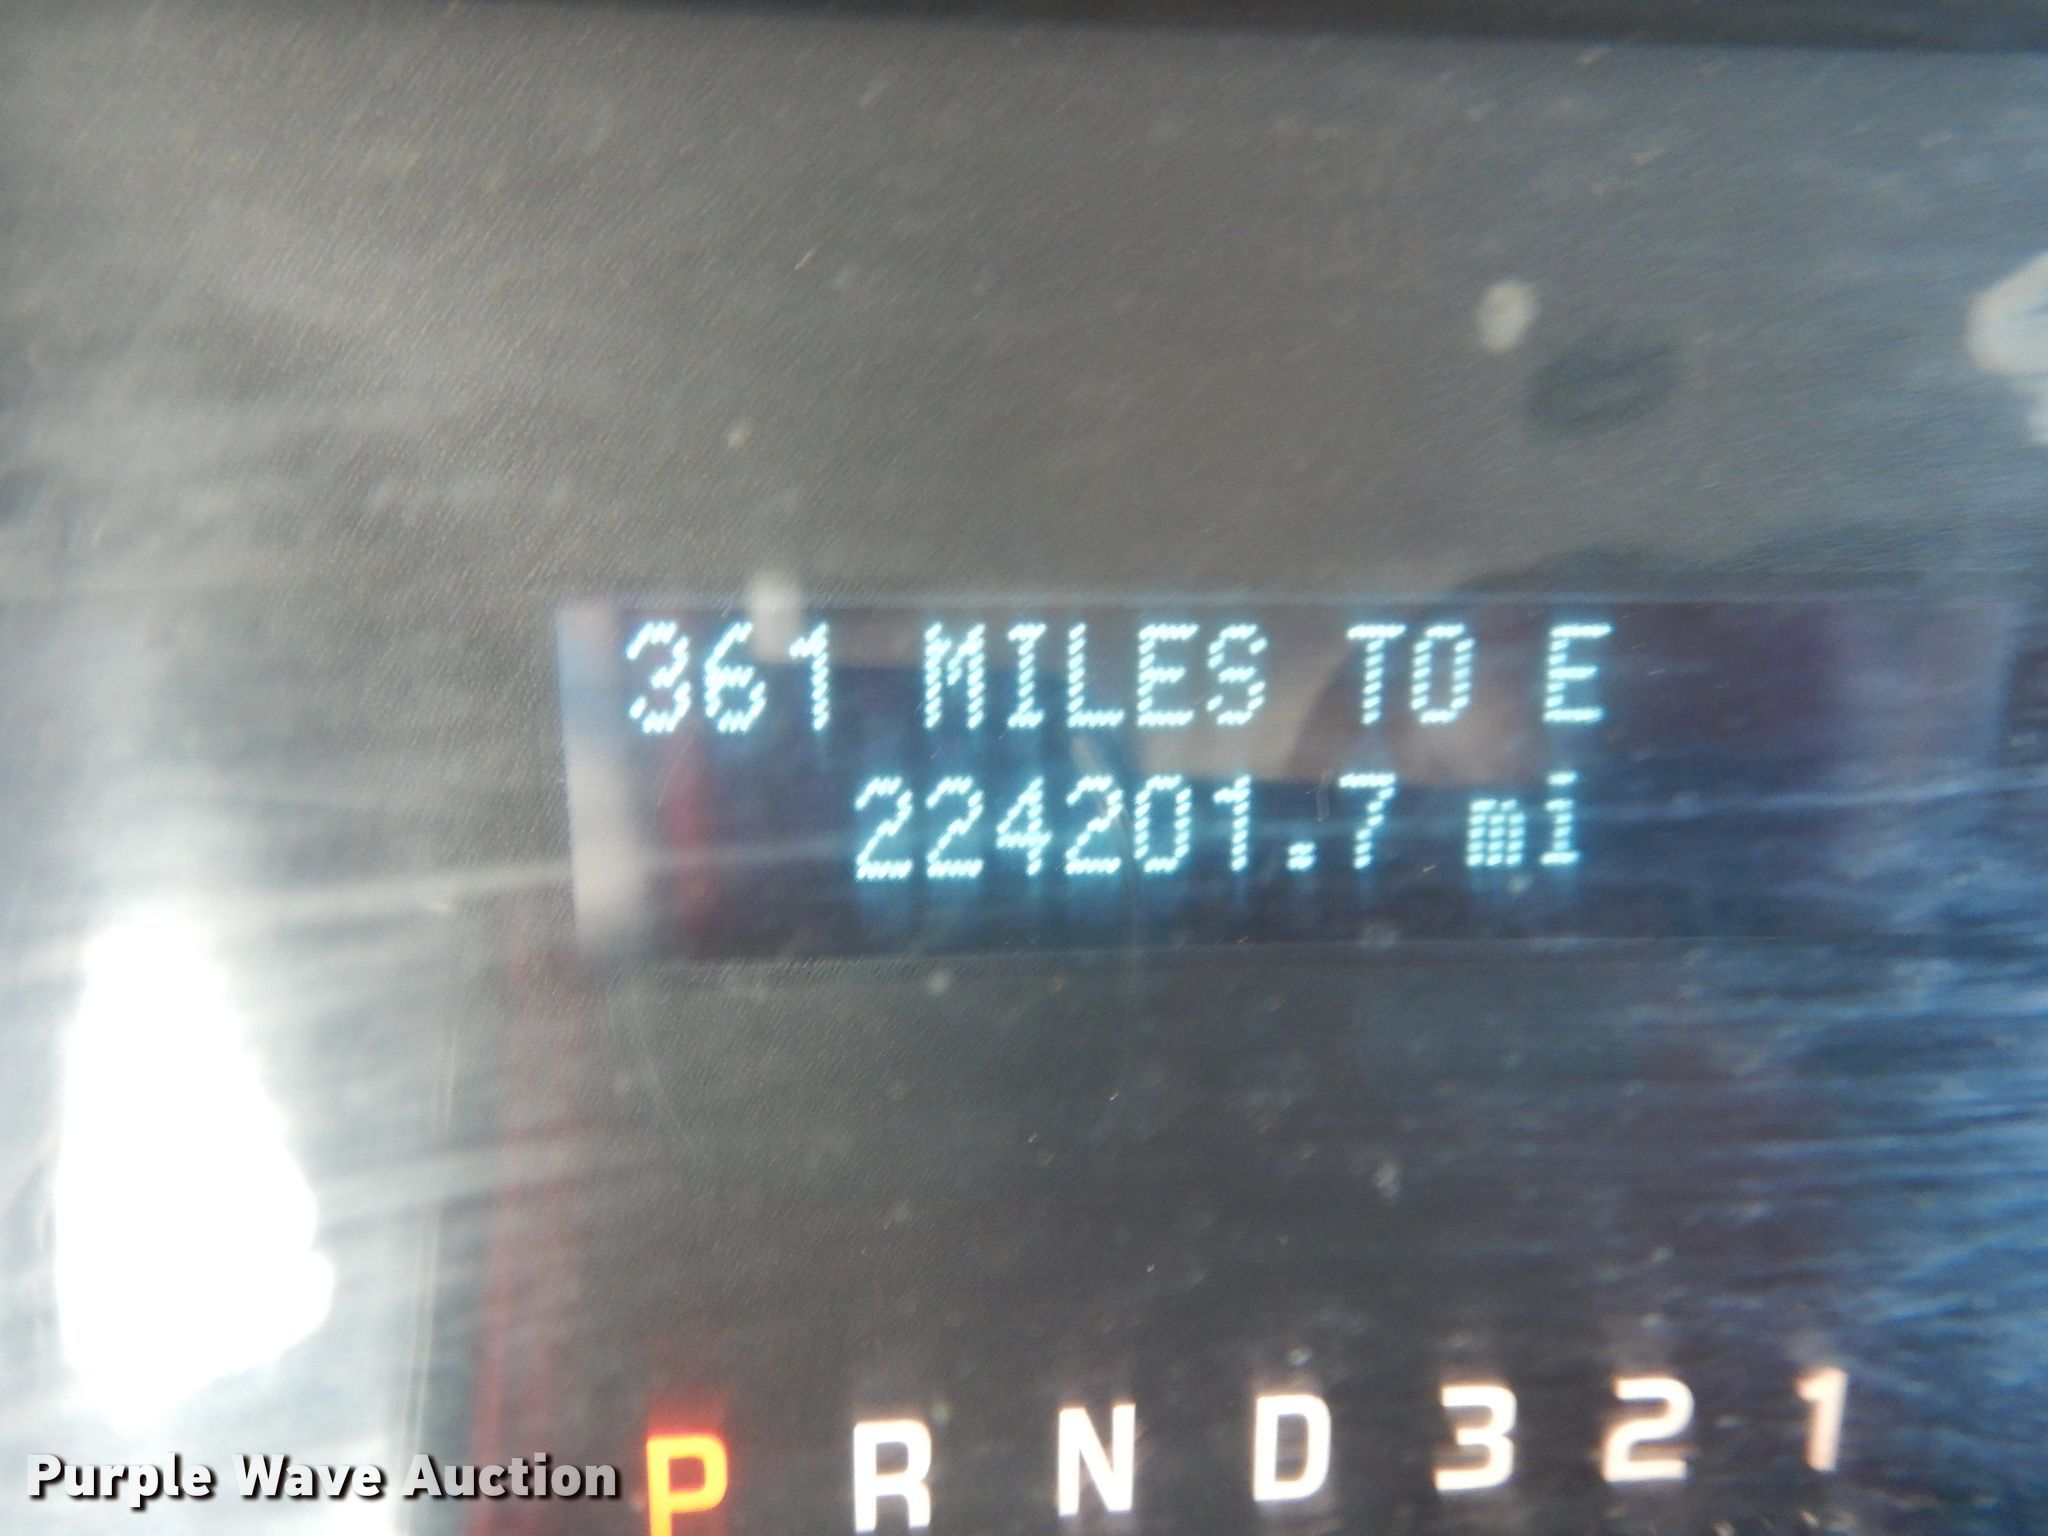 361 MILES TO E
224201.7 mi
P R N D 3 2 1
Purple Wave Auction